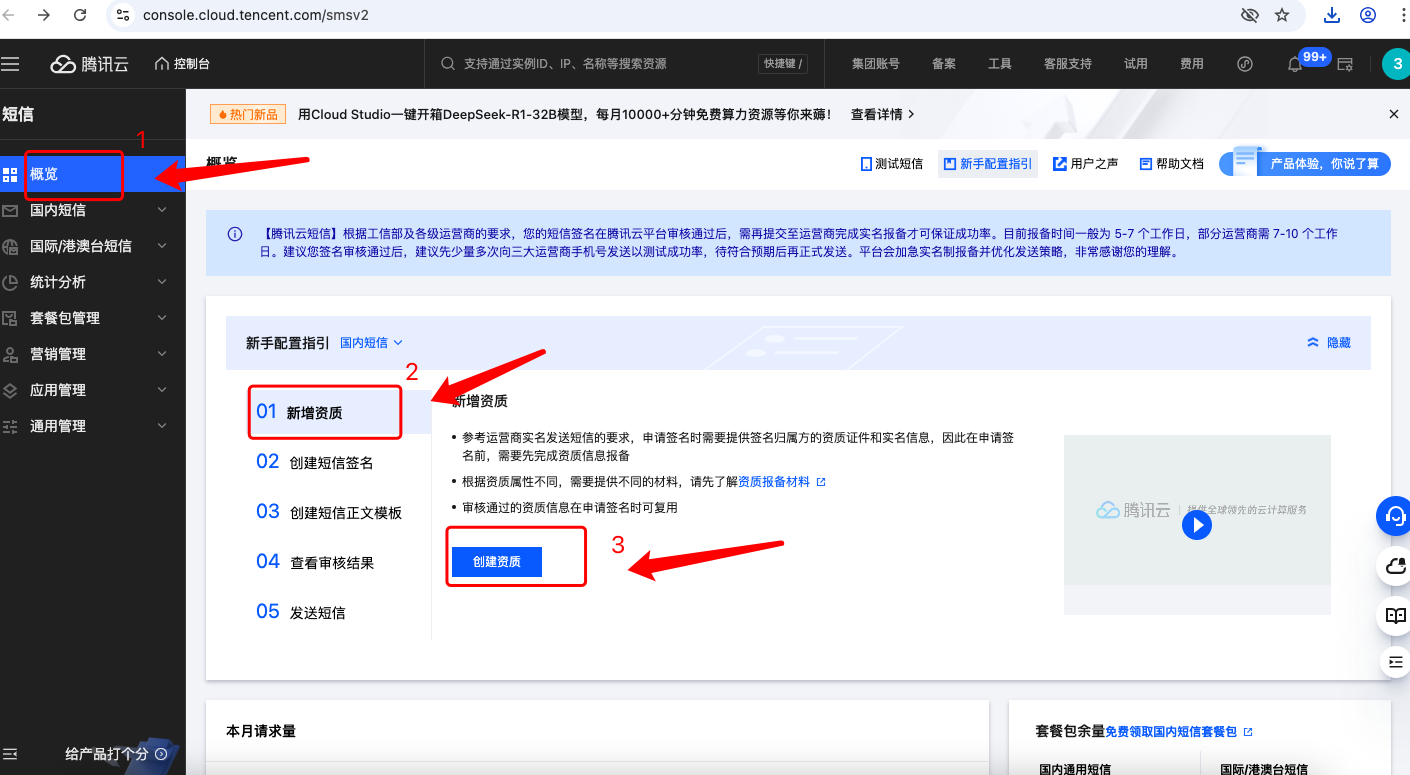 console.cloud.tencent.com/smsv2
腾讯云
控制台
支持通过实例ID、IP、名称等搜索资源
快捷键 /
集团账号
备案
工具
客服支持
试用
费用
99+
3
短信
热门新品
用Cloud Studio一键开箱DeepSeek-R1-32B模型，每月10000+分钟免费算力资源等你来薅！
查看详情
1
概览
国内短信
国际/港澳台短信
统计分析
套餐包管理
营销管理
应用管理
通用管理
给产品打个分
概览
测试短信
新手配置指引
用户之声
帮助文档
产品体验，你说了算
【腾讯云短信】根据工信部及各级运营商的要求，您的短信签名在腾讯云平台审核通过后，需再提交至运营商完成实名报备才可保证成功率。目前报备时间一般为 5-7 个工作日，部分运营商需 7-10 个工作
日。建议您签名审核通过后，建议先少量多次向三大运营商手机号发送以测试成功率，待符合预期后再正式发送。平台会加急实名制报备并优化发送策略，非常感谢您的理解。
新手配置指引
国内短信
隐藏
2
01 新增资质
02 创建短信签名
03 创建短信正文模板
04 查看审核结果
05 发送短信
新增资质
• 参考运营商实名发送短信的要求，申请签名时需要提供签名归属方的资质证件和实名信息，因此在申请签
名前，需要先完成资质信息报备
• 根据资质属性不同，需要提供不同的材料，请先了解资质报备材料
• 审核通过的资质信息在申请签名时可复用
3
创建资质
腾讯云
提供全球领先的云计算服务
本月请求量
套餐包余量免费领取国内短信套餐包
国内通用短信
国际/港澳台短信